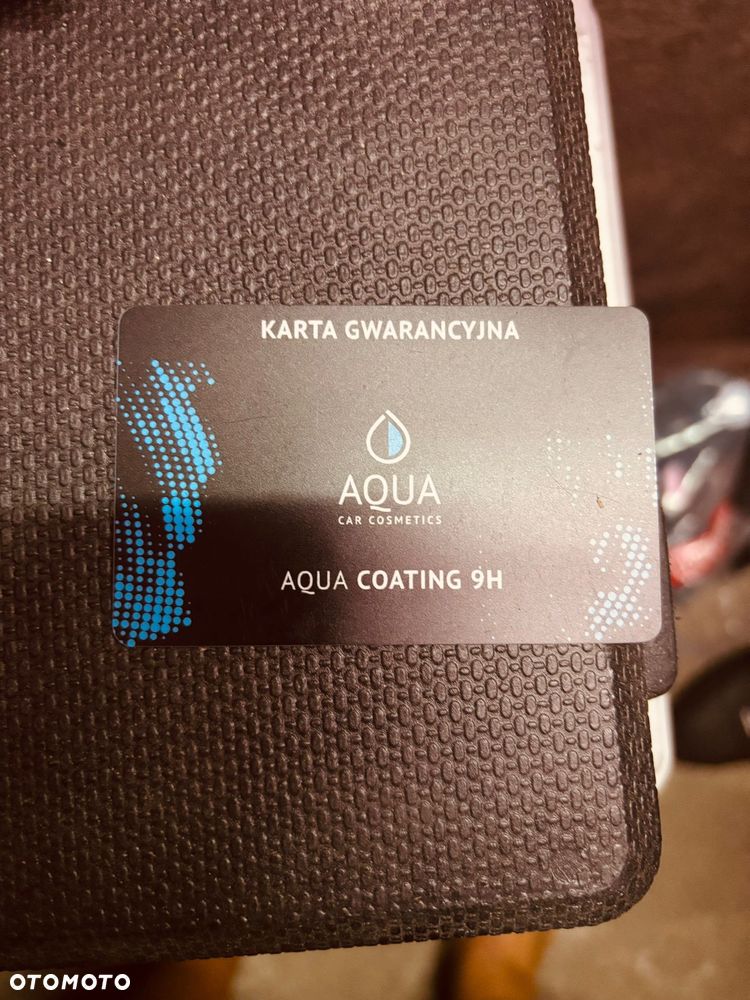 KARTA GWARANCYJNA
AQUA
CAR COSMETICS
AQUA COATING 9H
OTOMOTO